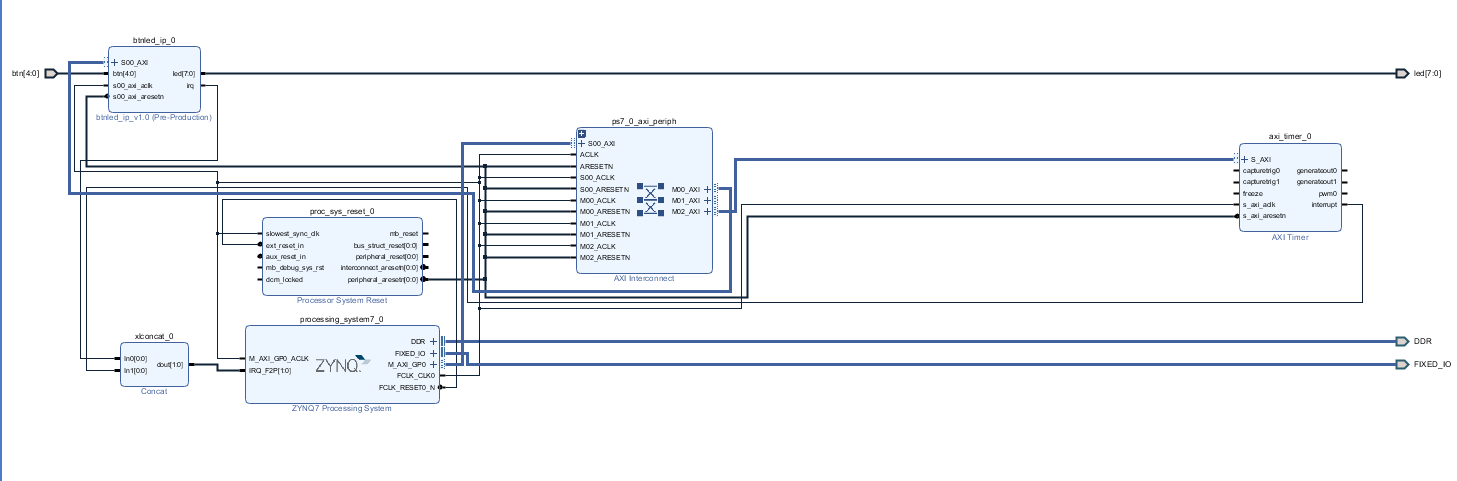 btnled_ip_0
S00_AXI
btn[4:0]
s00_axi_aclk
s00_axi_aresetn
led[7:0]
irq
btnled_ip_v1.0 (Pre-Production)
btn[4:0]
led[7:0]
ps7_0_axi_periph
S00_AXI
ACLK
ARESETN
S00_ACLK
S00_ARESETN
M00_ACLK
M00_ARESETN
M01_ACLK
M01_ARESETN
M02_ACLK
M02_ARESETN
M00_AXI
M01_AXI
M02_AXI
AXI Interconnect
axi_timer_0
S_AXI
capturetrig0
capturetrig1
freeze
s_axi_aclk
s_axi_aresetn
generateout0
generateout1
pwm0
interrupt
AXI Timer
proc_sys_reset_0
slowest_sync_clk
ext_reset_in
aux_reset_in
mb_debug_sys_rst
dcm_locked
mb_reset
bus_struct_reset[0:0]
peripheral_reset[0:0]
interconnect_aresetn[0:0]
peripheral_aresetn[0:0]
Processor System Reset
xlconcat_0
In0[0:0]
In1[0:0]
dout[1:0]
Concat
processing_system7_0
M_AXI_GP0_ACLK
IRQ_F2P[1:0]
ZYNQ
DDR
FIXED_IO
M_AXI_GP0
FCLK_CLK0
FCLK_RESET0_N
ZYNQ7 Processing System
DDR
FIXED_IO